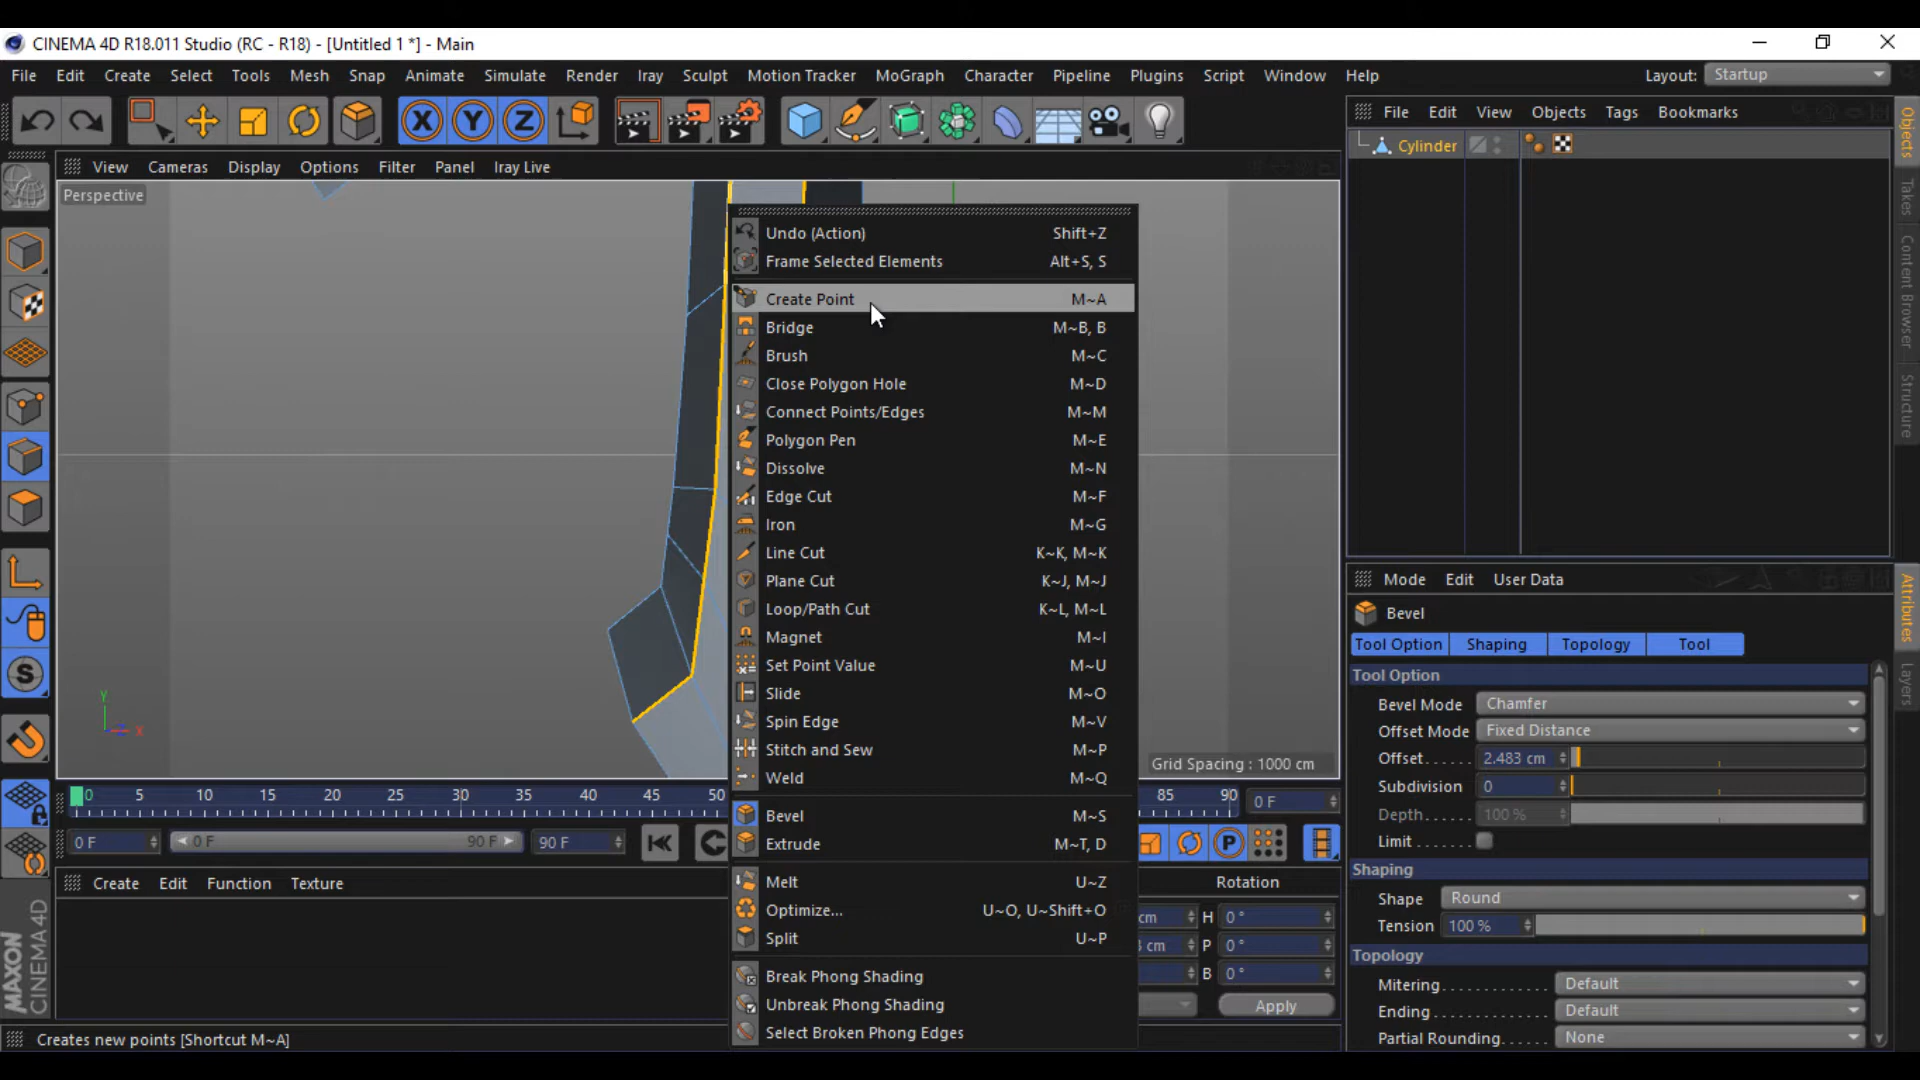 CINEMA 4D R18.011 Studio (RC - R18) - [Untitled 1 *] - Main
File Edit Create Select Tools Mesh Snap Animate Simulate Render Iray Sculpt Motion Tracker MoGraph Character Pipeline Plugins Script Window Help Layout: Startup
X Y Z
File Edit View Objects Tags Bookmarks
Cylinder
View Cameras Display Options Filter Panel Iray Live
Perspective
Undo (Action) Shift+Z
Frame Selected Elements Alt+S, S
Create Point M~A
Bridge M~B, B
Brush M~C
Close Polygon Hole M~D
Connect Points/Edges M~M
Polygon Pen M~E
Dissolve M~N
Edge Cut M~F
Iron M~G
Line Cut K~K, M~K
Plane Cut K~J, M~J
Loop/Path Cut K~L, M~L
Magnet M~I
Set Point Value M~U
Slide M~O
Spin Edge M~V
Stitch and Sew M~P
Weld M~Q
Bevel M~S
Extrude M~T, D
Melt U~Z
Optimize... U~O, U~Shift+O
Split U~P
Break Phong Shading
Unbreak Phong Shading
Select Broken Phong Edges
Y
X
S
Grid Spacing : 1000 cm
0 5 10 15 20 25 30 35 40 45 50 85 90 0 F
0 F 0 F 90 F 90 F P
Create Edit Function Texture
Rotation
cm H 0 °
cm P 0 °
B 0 °
Apply
MAXON
CINEMA 4D
Creates new points [Shortcut M~A]
Objects
Takes
Content Browser
Structure
Attributes
Layers
Mode Edit User Data
Bevel
Tool Option Shaping Topology Tool
Tool Option
Bevel Mode Chamfer
Offset Mode Fixed Distance
Offset 2.483 cm
Subdivision 0
Depth 100 %
Limit
Shaping
Shape Round
Tension 100 %
Topology
Mitering Default
Ending Default
Partial Rounding None